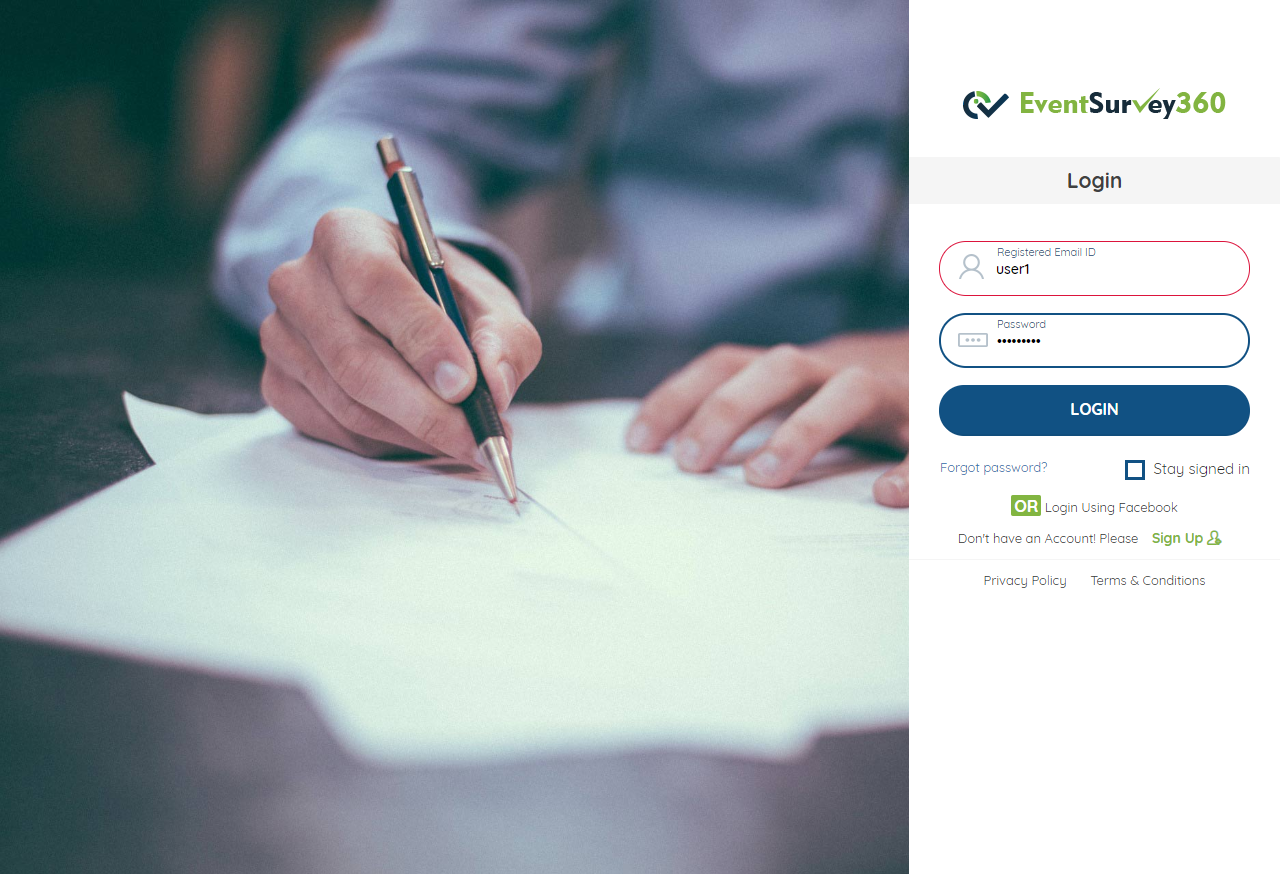 EventSurvey360
Login
Registered Email ID
user1
Password
•••••••••
LOGIN
Forgot password?
Stay signed in
OR Login Using Facebook
Don't have an Account! Please Sign Up
Privacy Policy Terms & Conditions